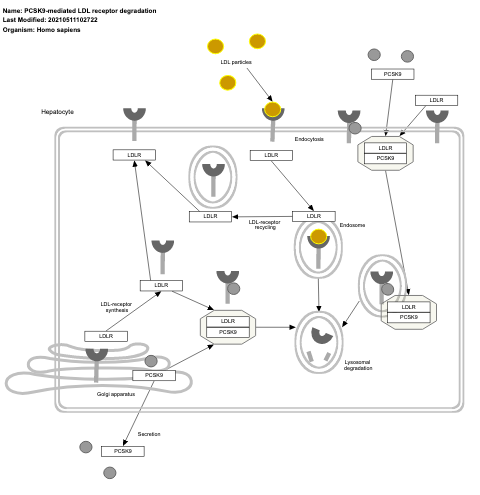 Name: PCSK9-mediated LDL receptor degradation
Last Modified: 20210511102722
Organism: Homo sapiens
LDL particles
PCSK9
LDLR
Hepatocyte
Endocytosis
LDLR
PCSK9
LDLR
LDLR
LDLR
LDL-receptor
recycling
LDLR
Endosome
LDLR
LDL-receptor
synthesis
LDLR
PCSK9
LDLR
PCSK9
LDLR
Lysosomal
degradation
PCSK9
Golgi apparatus
Secretion
PCSK9